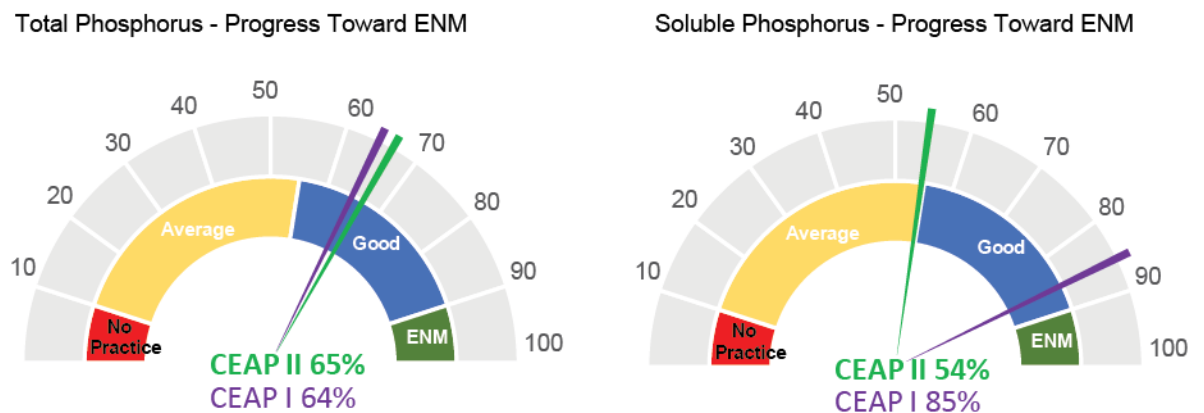 Total Phosphorus - Progress Toward ENM
10
20
30
40
50
60
70
80
90
100
No
Practice
Average
Good
ENM
CEAP II 65%
CEAP I 64%
Soluble Phosphorus - Progress Toward ENM
10
20
30
40
50
60
70
80
90
100
No
Practice
Average
Good
ENM
CEAP II 54%
CEAP I 85%